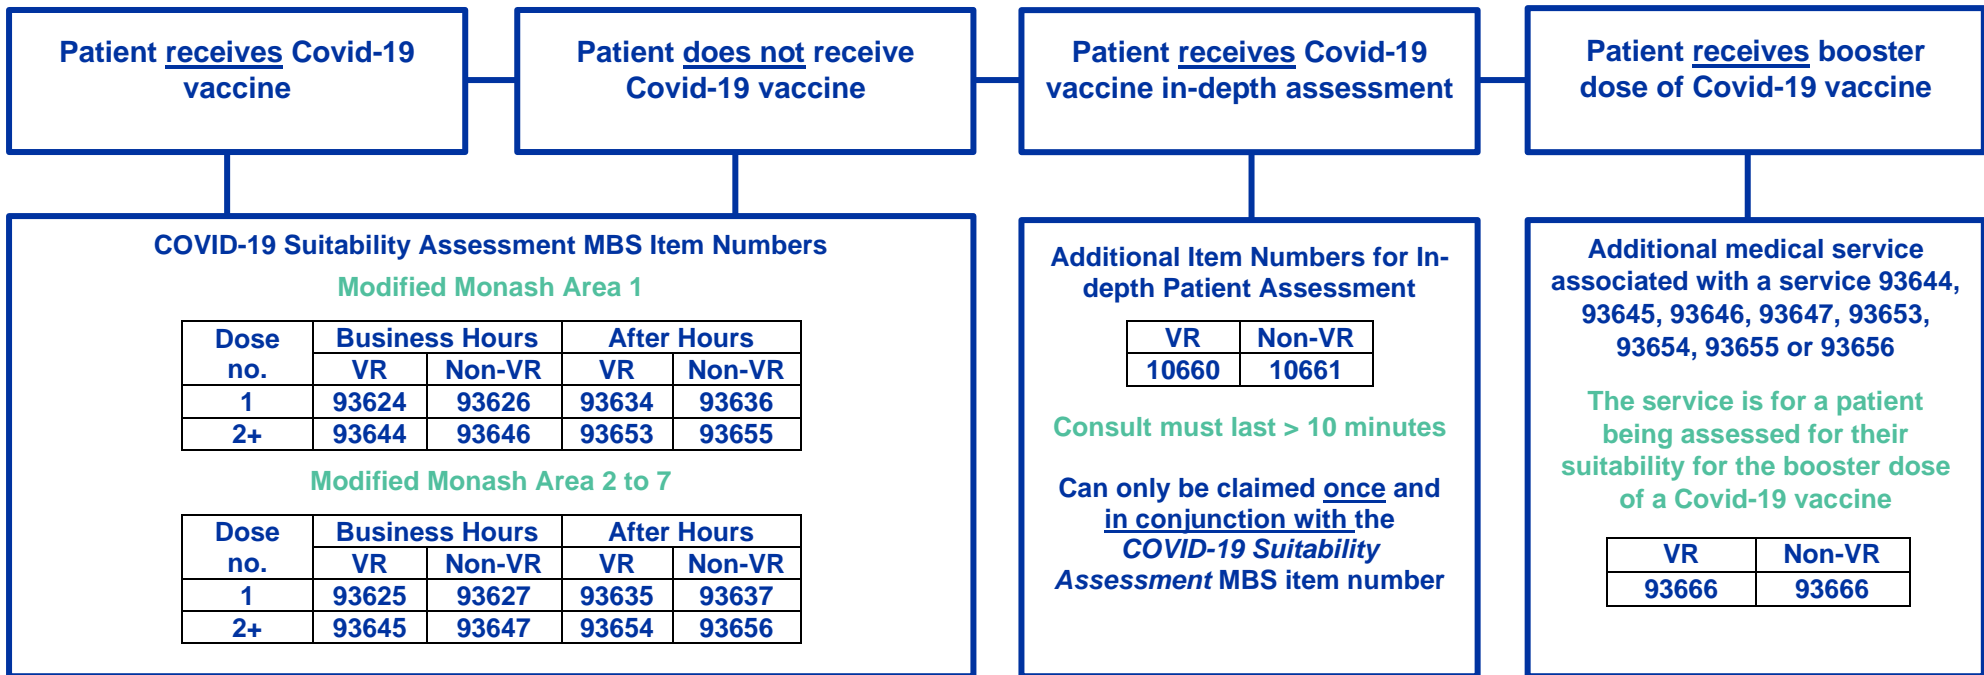 Patient receives Covid-19
vaccine
Patient does not receive
Covid-19 vaccine
Patient receives Covid-19
vaccine in-depth assessment
Patient receives booster
dose of Covid-19 vaccine
COVID-19 Suitability Assessment MBS Item Numbers
Modified Monash Area 1
Dose no. Business Hours After Hours
VR Non-VR VR Non-VR
1 93624 93626 93634 93636
2+ 93644 93646 93653 93655
Modified Monash Area 2 to 7
Dose no. Business Hours After Hours
VR Non-VR VR Non-VR
1 93625 93627 93635 93637
2+ 93645 93647 93654 93656
Additional Item Numbers for In-
depth Patient Assessment
VR Non-VR
10660 10661
Consult must last > 10 minutes
Can only be claimed once and
in conjunction with the
COVID-19 Suitability
Assessment MBS item number
Additional medical service
associated with a service 93644,
93645, 93646, 93647, 93653,
93654, 93655 or 93656
The service is for a patient
being assessed for their
suitability for the booster dose
of a Covid-19 vaccine
VR Non-VR
93666 93666